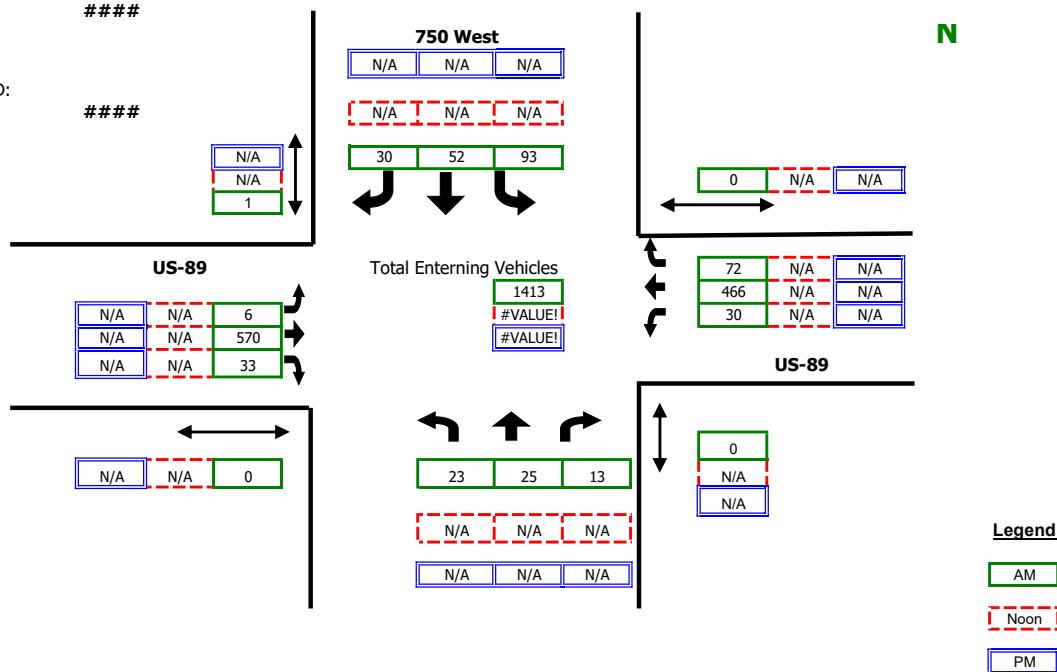 ####
750 West
N
N/A N/A N/A
D:
####
N/A N/A N/A
N/A
30 52 93
N/A
0 N/A N/A
1
US-89
Total Enterning Vehicles
72 N/A N/A
1413
466 N/A N/A
N/A N/A 6
#VALUE!
30 N/A N/A
N/A N/A 570
#VALUE!
N/A N/A 33
US-89
0
N/A N/A 0
23 25 13
N/A
N/A
N/A N/A N/A
Legend
N/A N/A N/A
AM
Noon
PM